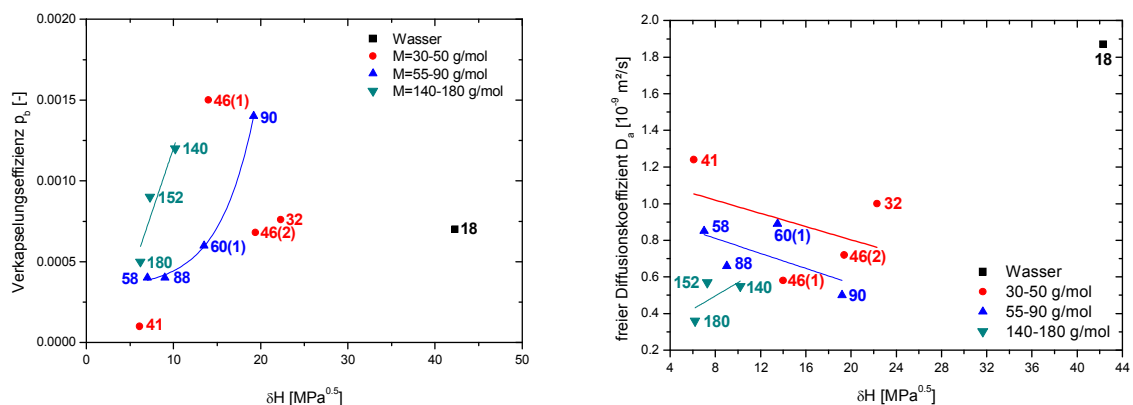 0.0020
0.0015
0.0010
0.0005
0.0000
Verkapselungseffizienz p_b [-]
Wasser
M=30-50 g/mol
M=55-90 g/mol
M=140-180 g/mol
46(1)
90
140
152
180
60(1)
32
46(2)
18
58
88
41
0 10 20 30 40 50
δH [MPa^0.5]
2.0
1.8
1.6
1.4
1.2
1.0
0.8
0.6
0.4
0.2
freier Diffusionskoeffizient D_a [10^-9 m²/s]
18
41
32
58
60(1)
88
46(2)
152
140
46(1)
90
180
Wasser
30-50 g/mol
55-90 g/mol
140-180 g/mol
4 8 12 16 20 24 28 32 36 40 44
δH [MPa^0.5]